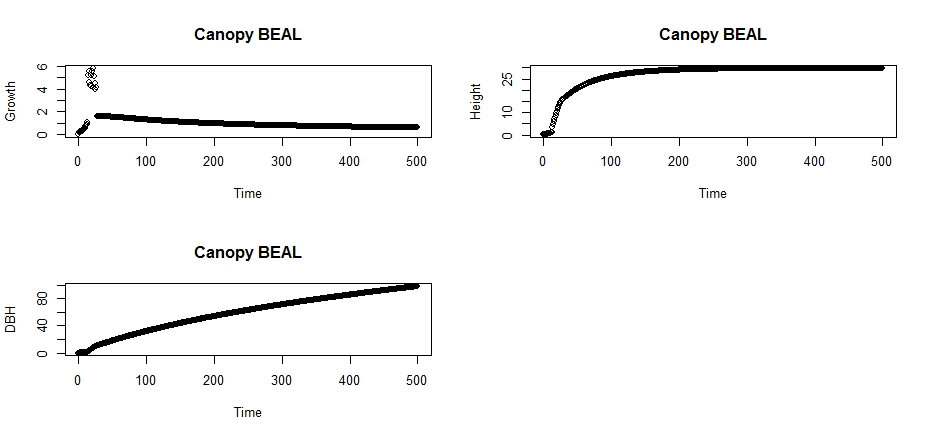 Canopy BEAL
Growth
0 2 4 6
0 100 200 300 400 500
Time
Canopy BEAL
Height
0 10 25
0 100 200 300 400 500
Time
Canopy BEAL
DBH
0 40 80
0 100 200 300 400 500
Time